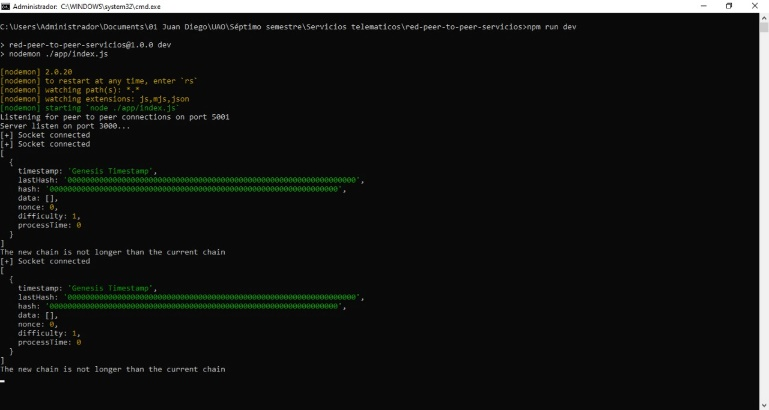 Administrador: C:\WINDOWS\system32\cmd.exe
C:\Users\Administrador\Documents\01 Juan Diego\UAO\Séptimo semestre\Servicios telematicos\red-peer-to-peer-servicios>npm run dev
> red-peer-to-peer-servicios@1.0.0 dev
> nodemon ./app/index.js
[nodemon] 2.0.20
[nodemon] to restart at any time, enter `rs`
[nodemon] watching path(s): *.*
[nodemon] watching extensions: js,mjs,json
[nodemon] starting `node ./app/index.js`
Listening for peer to peer connections on port 5001
Server listen on port 3000...
[+] Socket connected
[+] Socket connected
[
{
timestamp: 'Genesis Timestamp',
lastHash: '0000000000000000000000000000000000000000000000000000000000000000',
hash: '0000000000000000000000000000000000000000000000000000000000000000',
data: [],
nonce: 0,
difficulty: 1,
processTime: 0
}
]
The new chain is not longer than the current chain
[+] Socket connected
[
{
timestamp: 'Genesis Timestamp',
lastHash: '0000000000000000000000000000000000000000000000000000000000000000',
hash: '0000000000000000000000000000000000000000000000000000000000000000',
data: [],
nonce: 0,
difficulty: 1,
processTime: 0
}
]
The new chain is not longer than the current chain